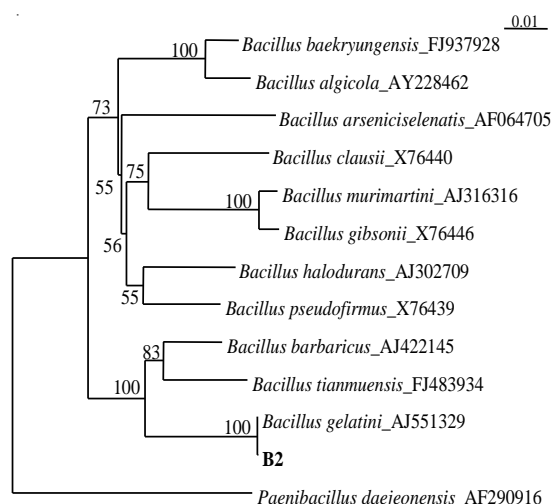 0.01
100
Bacillus baekryungensis_FJ937928
Bacillus algicola_AY228462
73
Bacillus arseniciselenatis_AF064705
75
Bacillus clausii_X76440
55
100
Bacillus murimartini_AJ316316
Bacillus gibsonii_X76446
56
Bacillus halodurans_AJ302709
55
Bacillus pseudofirmus_X76439
83
Bacillus barbaricus_AJ422145
100
Bacillus tianmuensis_FJ483934
100
Bacillus gelatini_AJ551329
B2
Paenibacillus daejeonensis_AF290916